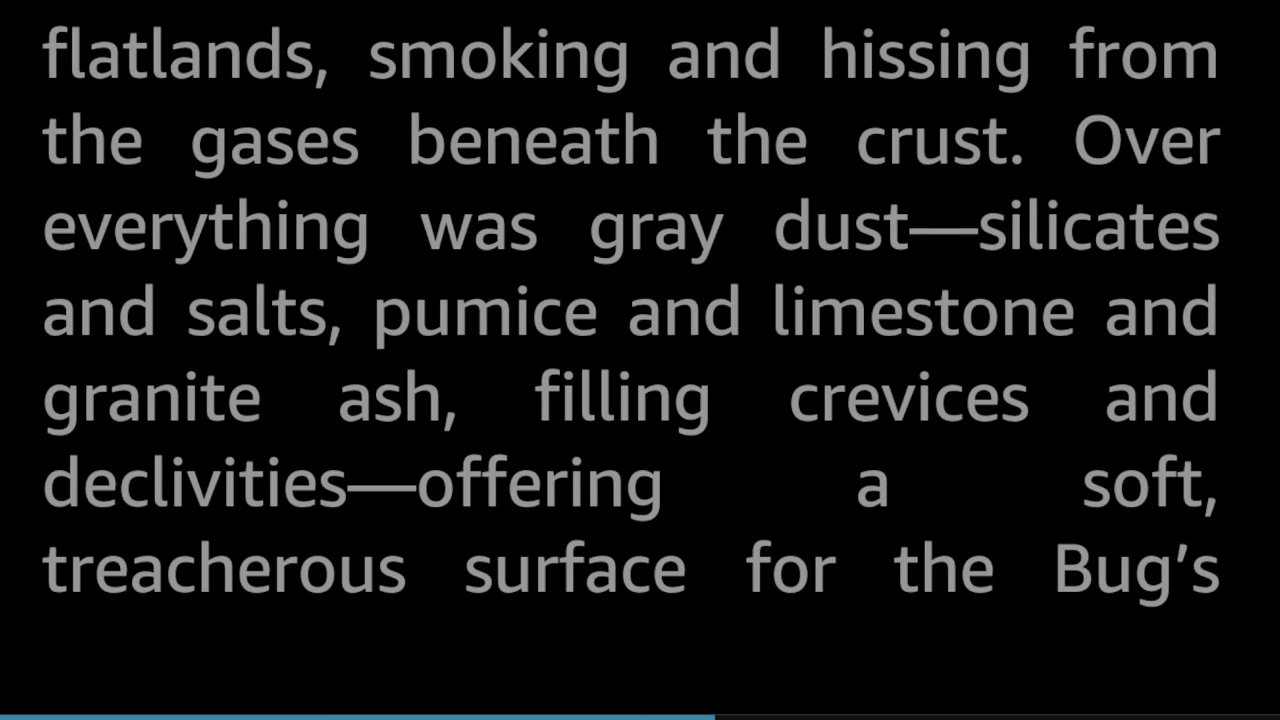 flatlands, smoking and hissing from
the gases beneath the crust. Over
everything was gray dust—silicates
and salts, pumice and limestone and
granite ash, filling crevices and
declivities—offering a soft,
treacherous surface for the Bug’s